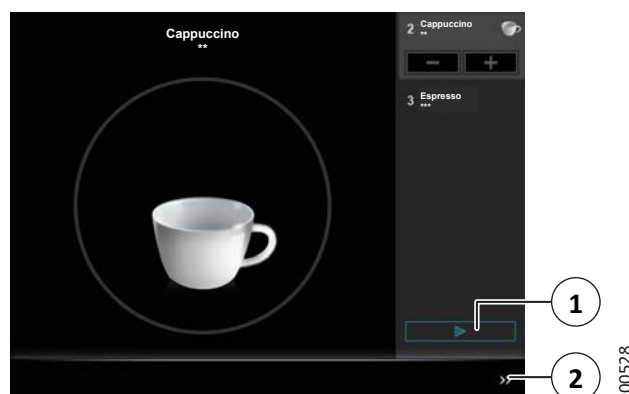 Cappuccino
**
2 Cappuccino
**
− +
3 Espresso
***
1
»
2
00528